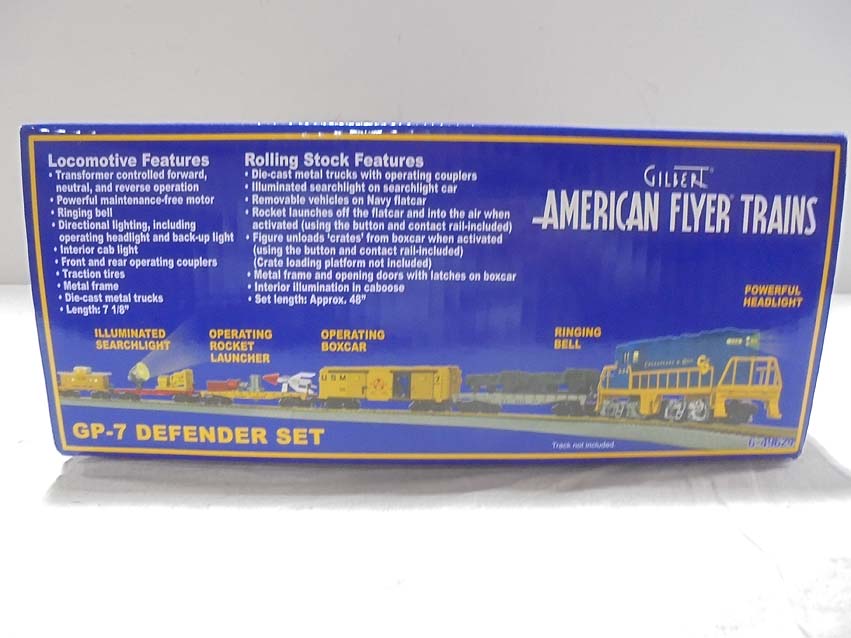 Locomotive Features
• Transformer controlled forward,
neutral, and reverse operation
• Powerful maintenance-free motor
• Ringing bell
• Directional lighting, including
operating headlight and back-up light
• Interior cab light
• Front and rear operating couplers
• Traction tires
• Metal frame
• Die-cast metal trucks
• Length: 7 1/8"
Rolling Stock Features
• Die-cast metal trucks with operating couplers
• Illuminated searchlight on searchlight car
• Removable vehicles on Navy flatcar
• Rocket launches off the flatcar and into the air when
activated (using the button and contact rail-included)
• Figure unloads 'crates' from boxcar when activated
(using the button and contact rail-included)
(Crate loading platform not included)
• Metal frame and opening doors with latches on boxcar
• Interior illumination in caboose
• Set length: Approx. 48"
GILBERT®
AMERICAN FLYER® TRAINS
POWERFUL
HEADLIGHT
ILLUMINATED
SEARCHLIGHT
OPERATING
ROCKET
LAUNCHER
OPERATING
BOXCAR
RINGING
BELL
USM
7
GP-7 DEFENDER SET
Track not included.
6-49629